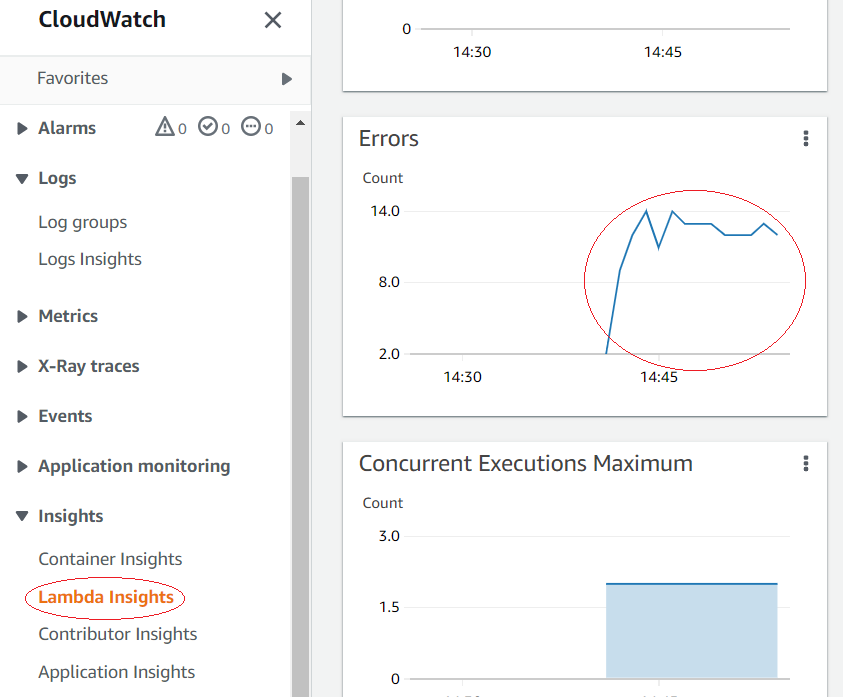 CloudWatch
Favorites
Alarms 0 0 0
Logs
Log groups
Logs Insights
Metrics
X-Ray traces
Events
Application monitoring
Insights
Container Insights
Lambda Insights
Contributor Insights
Application Insights
0
14:30 14:45
Errors
Count
14.0
8.0
2.0
14:30 14:45
Concurrent Executions Maximum
Count
3.0
1.5
0